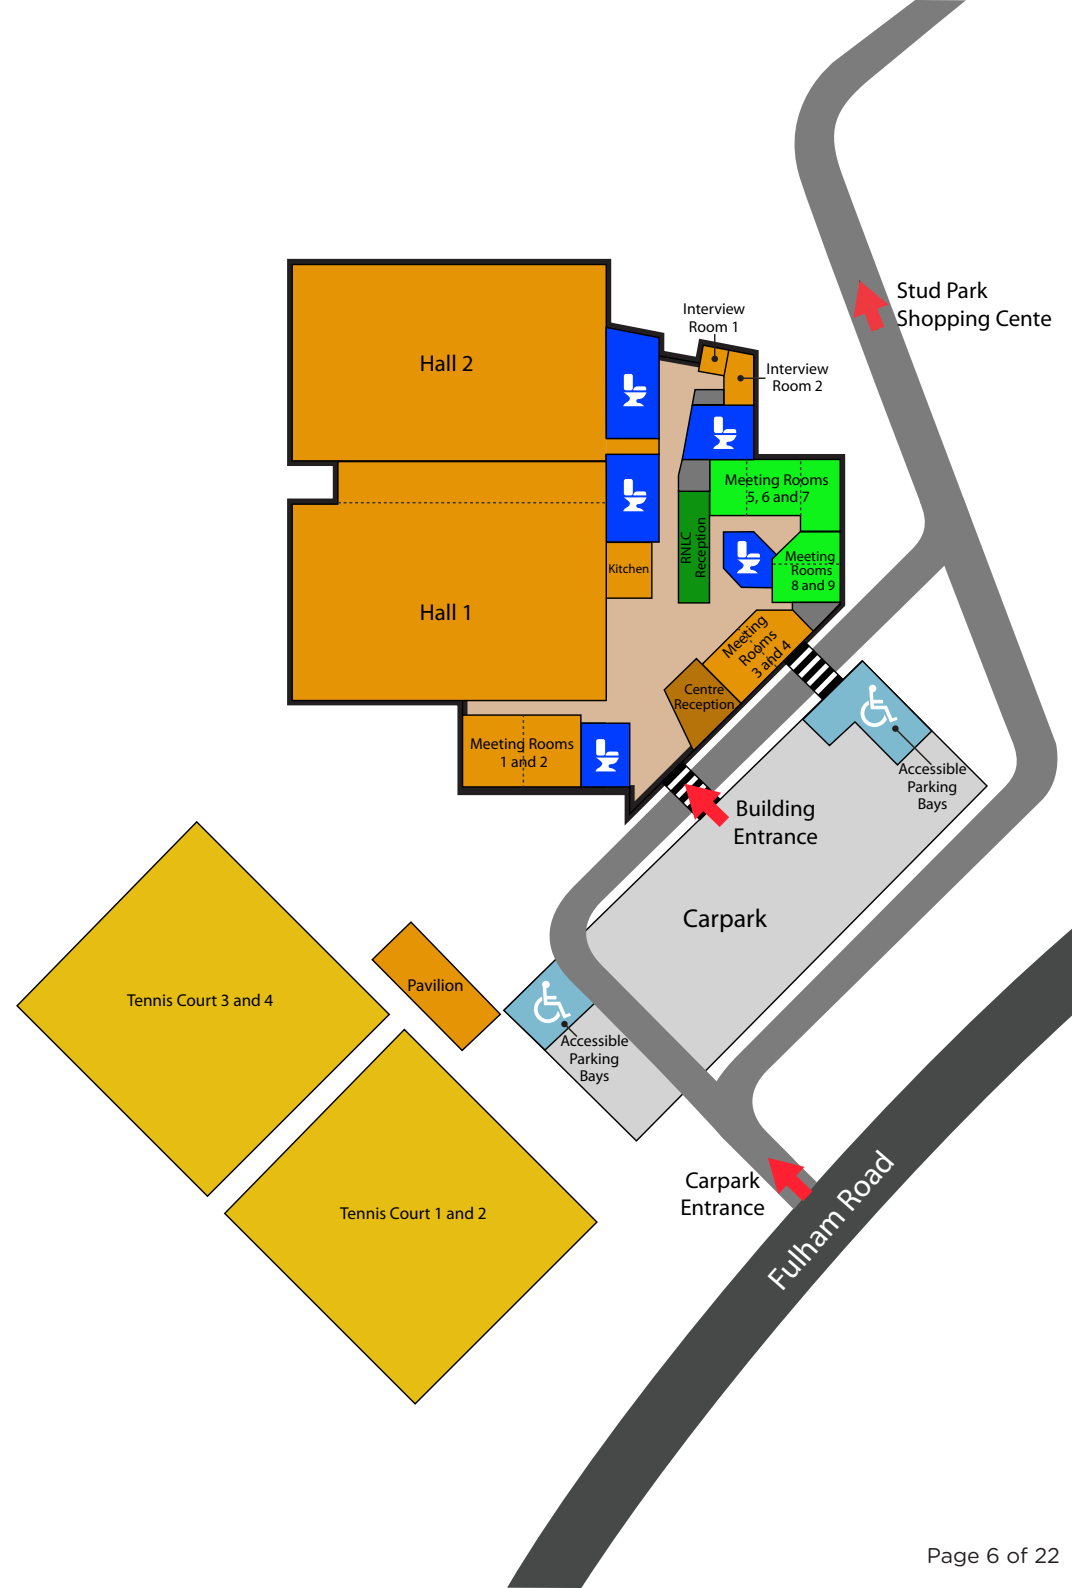 Stud Park
Shopping Cente
Interview
Room 1
Interview
Room 2
Hall 2
Meeting Rooms
5, 6 and 7
RNLC
Reception
Meeting
Rooms
8 and 9
Kitchen
Hall 1
Meeting
Rooms
3 and 4
Centre
Reception
Meeting Rooms
1 and 2
Accessible
Parking
Bays
Building
Entrance
Carpark
Pavilion
Tennis Court 3 and 4
Accessible
Parking
Bays
Carpark
Entrance
Fulham Road
Tennis Court 1 and 2
Page 6 of 22